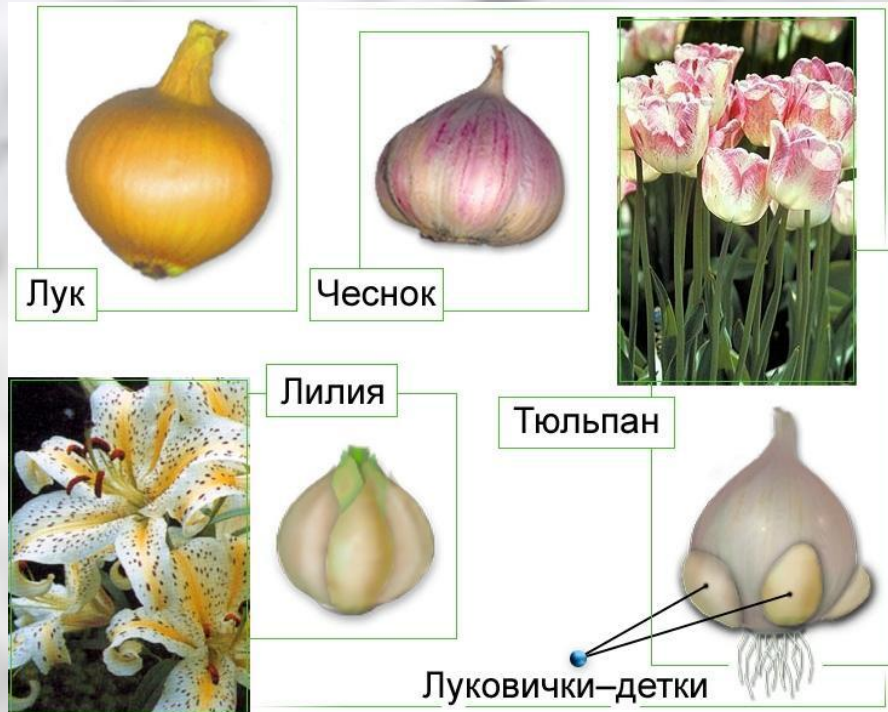 Лук
Чеснок
Лилия
Тюльпан
Луковички–детки